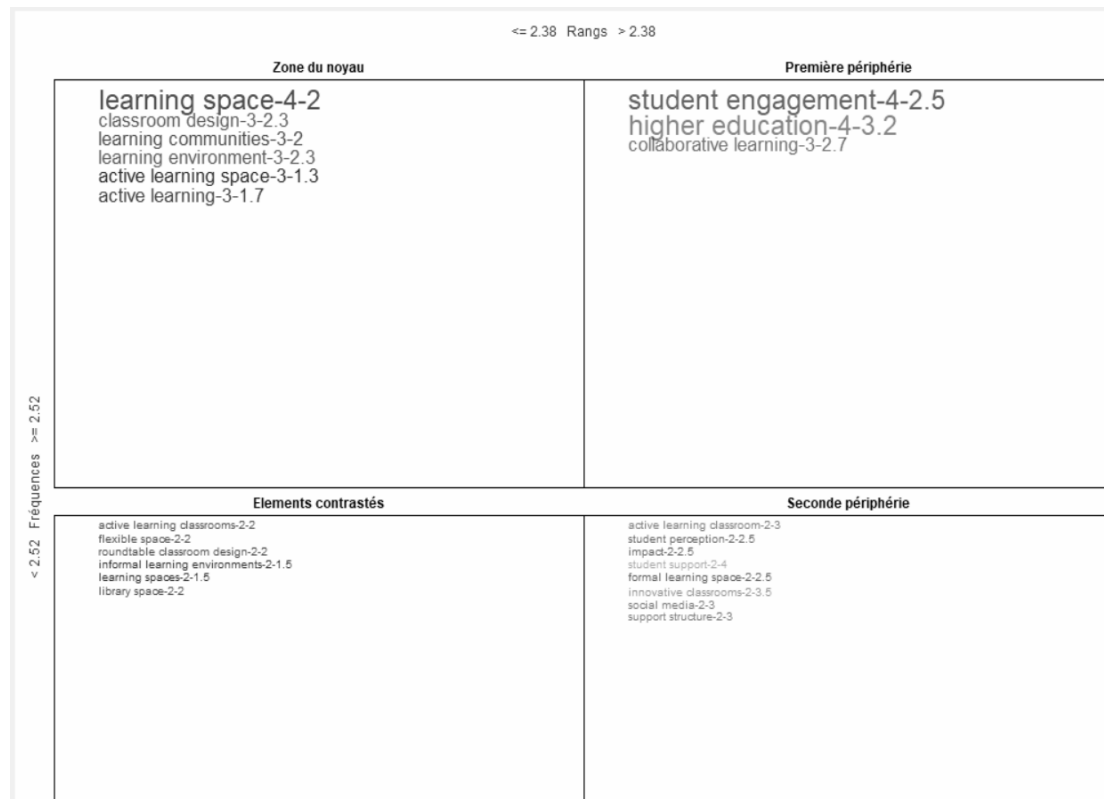 <= 2.38 Rangs > 2.38
Zone du noyau
learning space-4-2
classroom design-3-2.3
learning communities-3-2
learning environment-3-2.3
active learning space-3-1.3
active learning-3-1.7
Première périphérie
student engagement-4-2.5
higher education-4-3.2
collaborative learning-3-2.7
< 2.52 Fréquences >= 2.52
Elements contrastés
active learning classrooms-2-2
flexible space-2-2
roundtable classroom design-2-2
informal learning environments-2-1.5
learning spaces-2-1.5
library space-2-2
Seconde périphérie
active learning classroom-2-3
student perception-2-2.5
impact-2-2.5
student support-2-4
formal learning space-2-2.5
innovative classrooms-2-3.5
social media-2-3
support structure-2-3